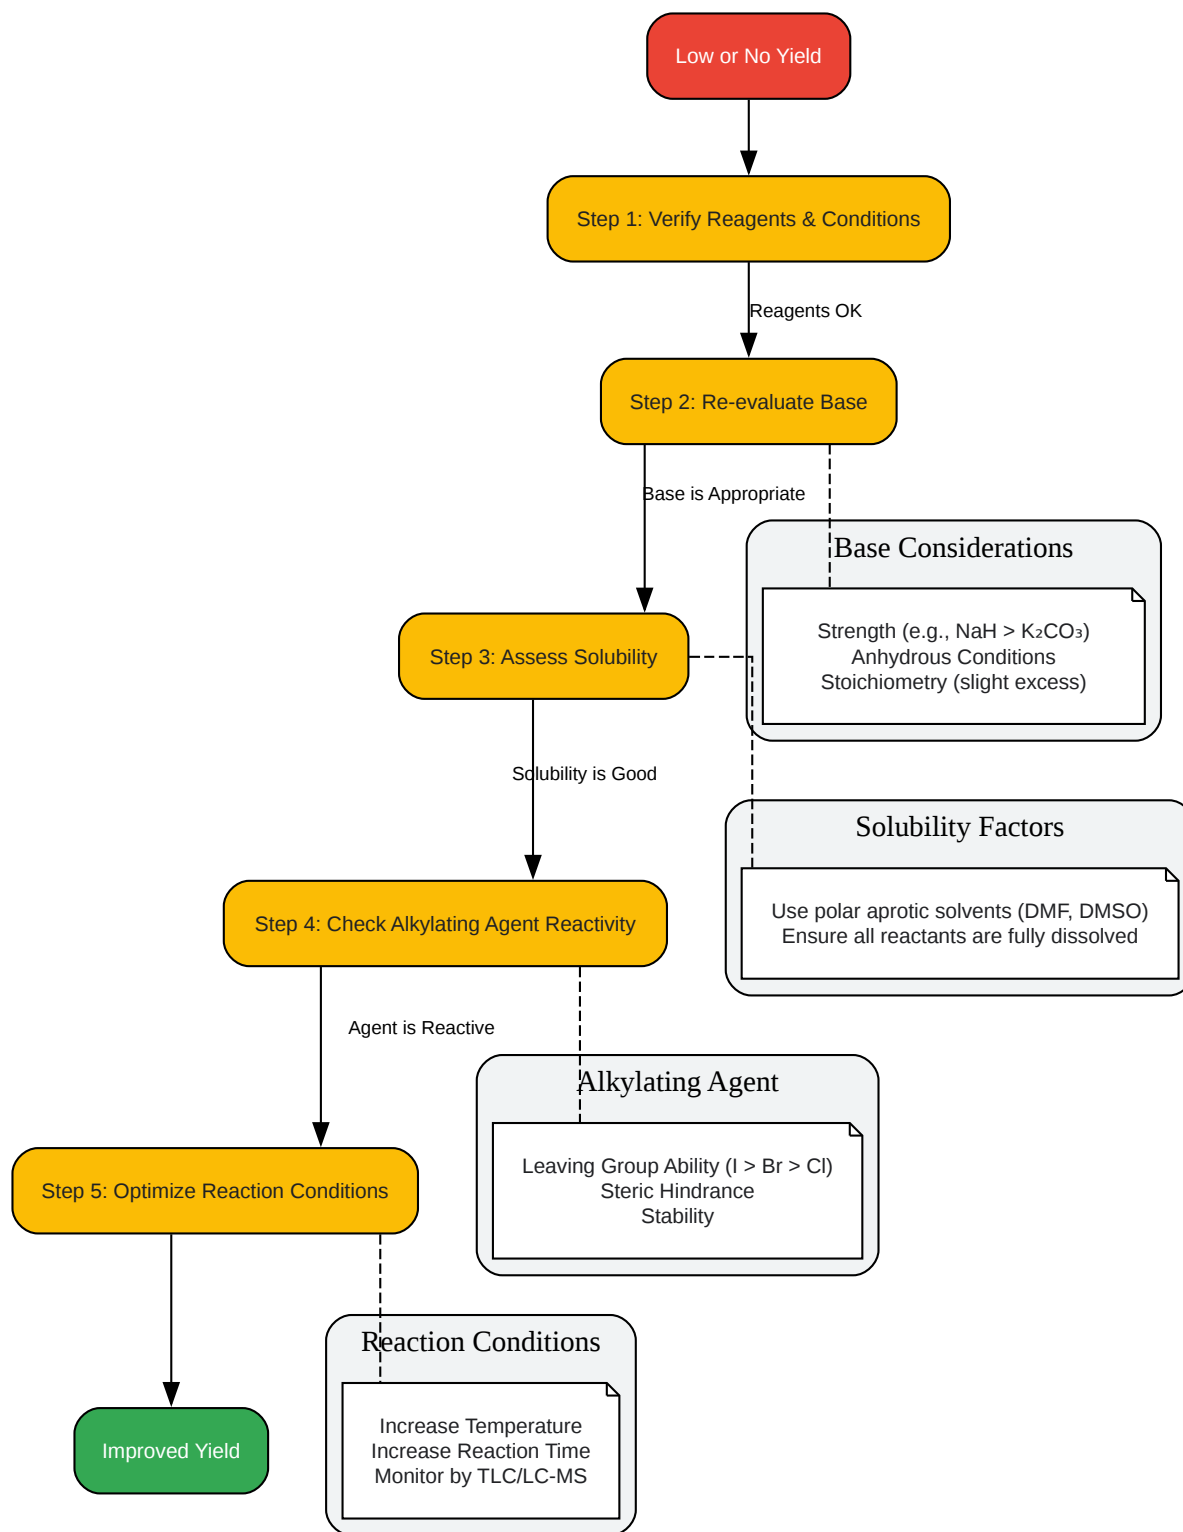 Low or No Yield
Step 1: Verify Reagents & Conditions
Reagents OK
Step 2: Re-evaluate Base
Base is Appropriate
Base Considerations
Strength (e.g., NaH > K₂CO₃)
Anhydrous Conditions
Stoichiometry (slight excess)
Step 3: Assess Solubility
Solubility is Good
Solubility Factors
Use polar aprotic solvents (DMF, DMSO)
Ensure all reactants are fully dissolved
Step 4: Check Alkylating Agent Reactivity
Agent is Reactive
Alkylating Agent
Leaving Group Ability (I > Br > Cl)
Steric Hindrance
Stability
Step 5: Optimize Reaction Conditions
Reaction Conditions
Increase Temperature
Increase Reaction Time
Monitor by TLC/LC-MS
Improved Yield